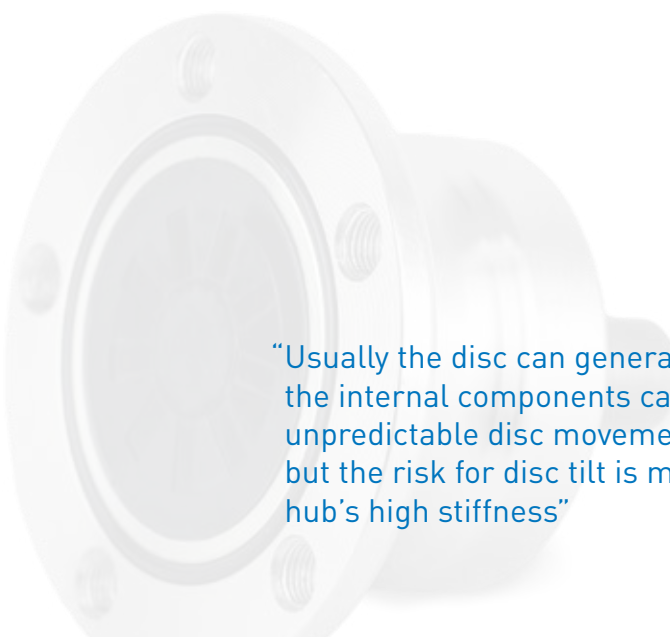 “Usually the disc can genera
the internal components ca
unpredictable disc moveme
but the risk for disc tilt is m
hub’s high stiffness”